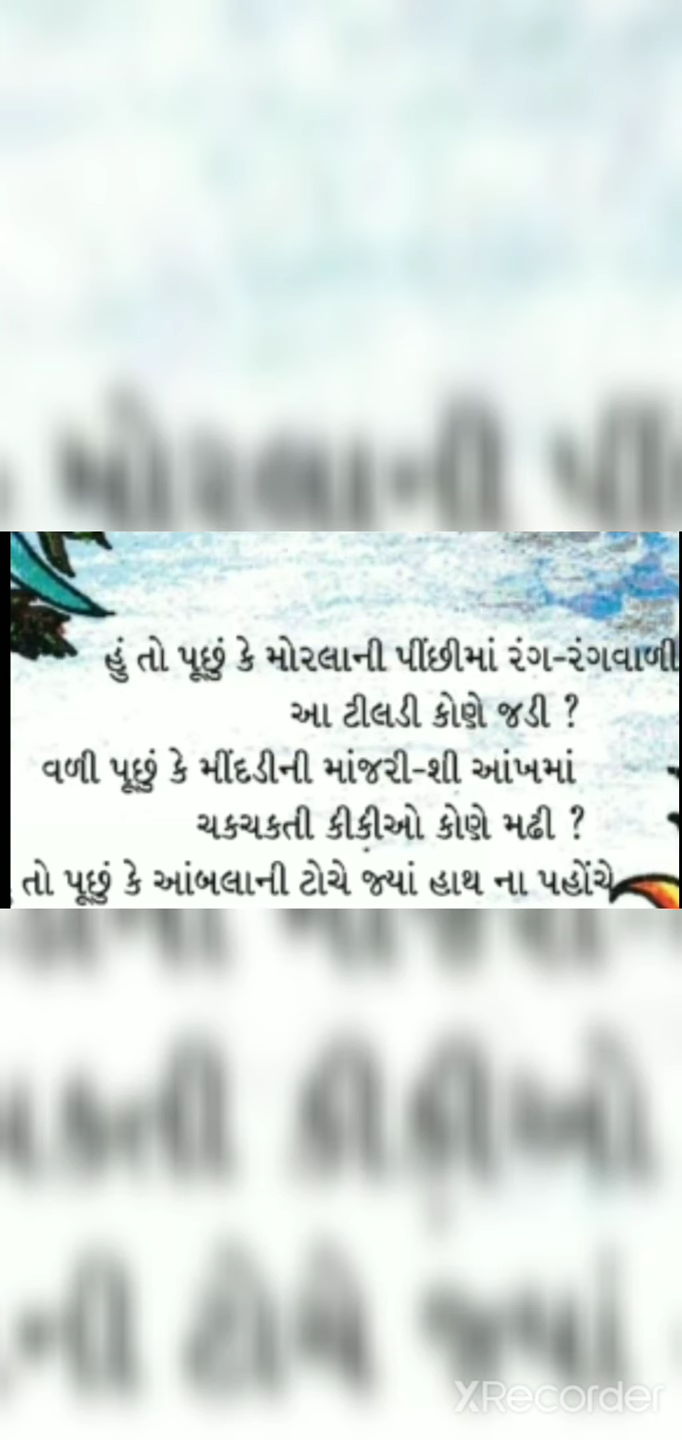 હું તો પૂછું કે મોરલાની પીંછીમાં રંગ-રંગવાળી
આ ટીલડી કોણે જડી ?
વળી પૂછું કે મીંદડીની માંજરી-શી આંખમાં
ચકચકતી કીકીઓ કોણે મઢી ?
તો પૂછું કે આંબલાની ટોચે જ્યાં હાથ ના પહોંચે
XRecorder